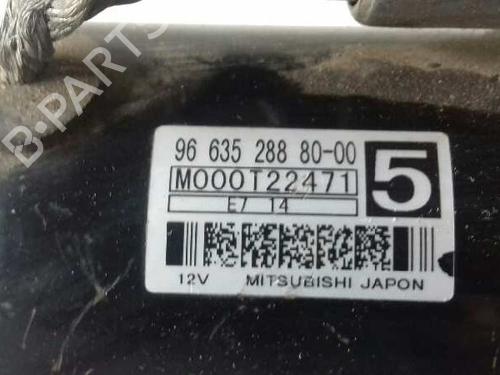 96 635 288 80-00
M000T22471
5
E7 14
12V MITSUBISHI JAPON
B-PARTS